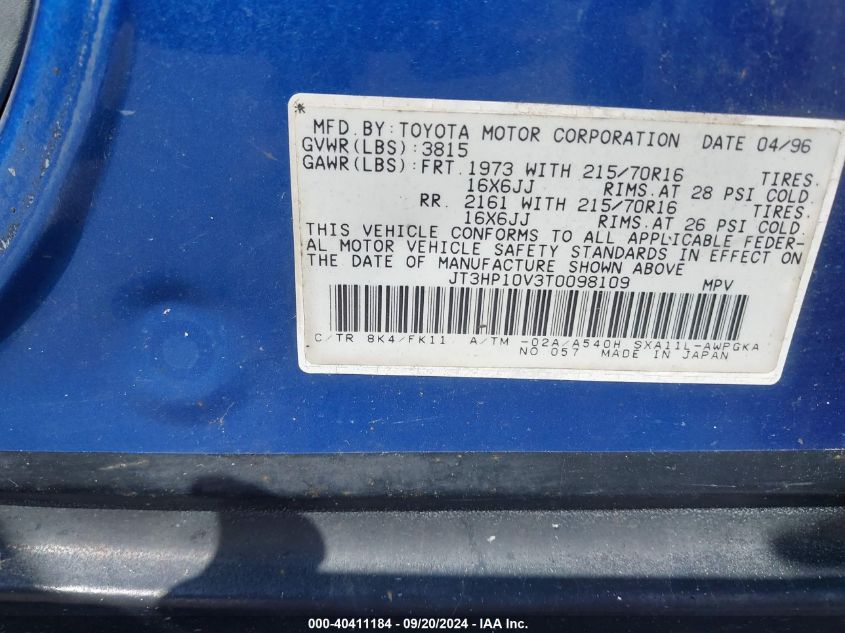 MFD. BY: TOYOTA MOTOR CORPORATION DATE 04/96
GVWR(LBS): 3815
GAWR(LBS): FRT. 1973 WITH 215/70R16 TIRES.
16X6JJ RIMS. AT 28 PSI COLD.
RR. 2161 WITH 215/70R16 TIRES.
16X6JJ RIMS. AT 26 PSI COLD.
THIS VEHICLE CONFORMS TO ALL APPLICABLE FEDER-
AL MOTOR VEHICLE SAFETY STANDARDS IN EFFECT ON
THE DATE OF MANUFACTURE SHOWN ABOVE
JT3HP10V3T0098109 MPV
C/TR 8K4/FK11 A/TM -02A/A540H SXA11L-AWPGKA
NO 057 MADE IN JAPAN
000-40411184 - 09/20/2024 - IAAI.com